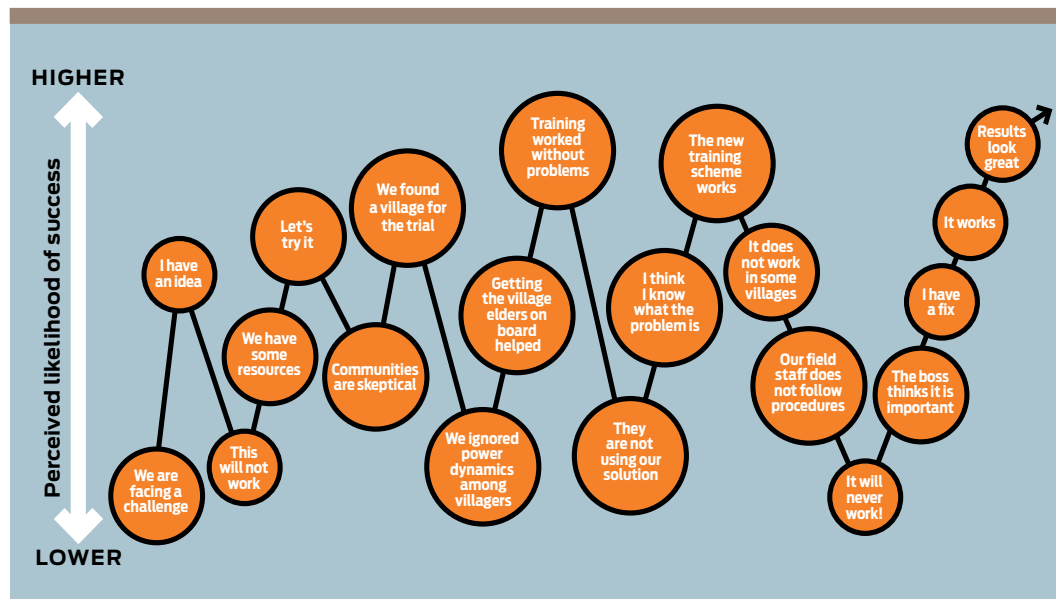 HIGHER
Perceived likelihood of success
LOWER
We are
facing a
challenge
I have
an idea
This
will not
work
We have
some
resources
Let's
try it
Communities
are skeptical
We found
a village for
the trial
We ignored
power
dynamics
among
villagers
Getting
the village
elders on
board
helped
Training
worked
without
problems
They
are not
using our
solution
I think
I know
what the
problem is
The new
training
scheme
works
It does
not work
in some
villages
Our field
staff does
not follow
procedures
It will
never
work!
The boss
thinks it is
important
I have
a fix
It works
Results
look
great